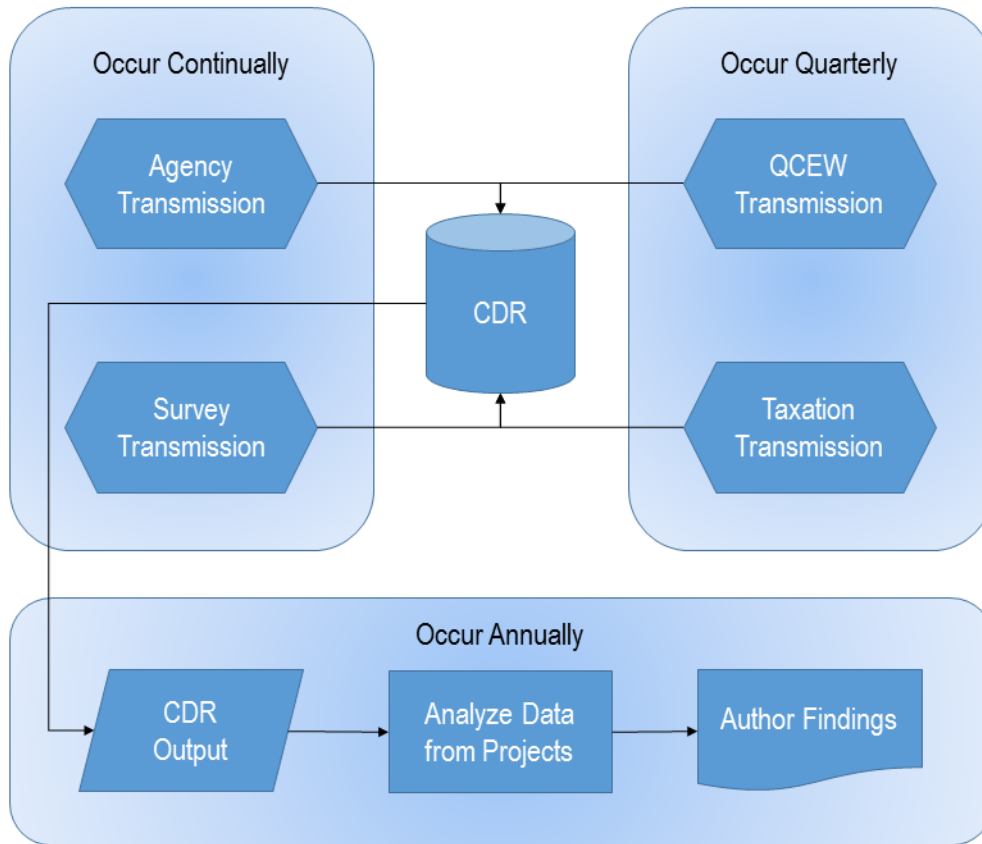 Occur Continually
Agency
Transmission
Survey
Transmission
CDR
Occur Quarterly
QCEW
Transmission
Taxation
Transmission
Occur Annually
CDR
Output
Analyze Data
from Projects
Author Findings